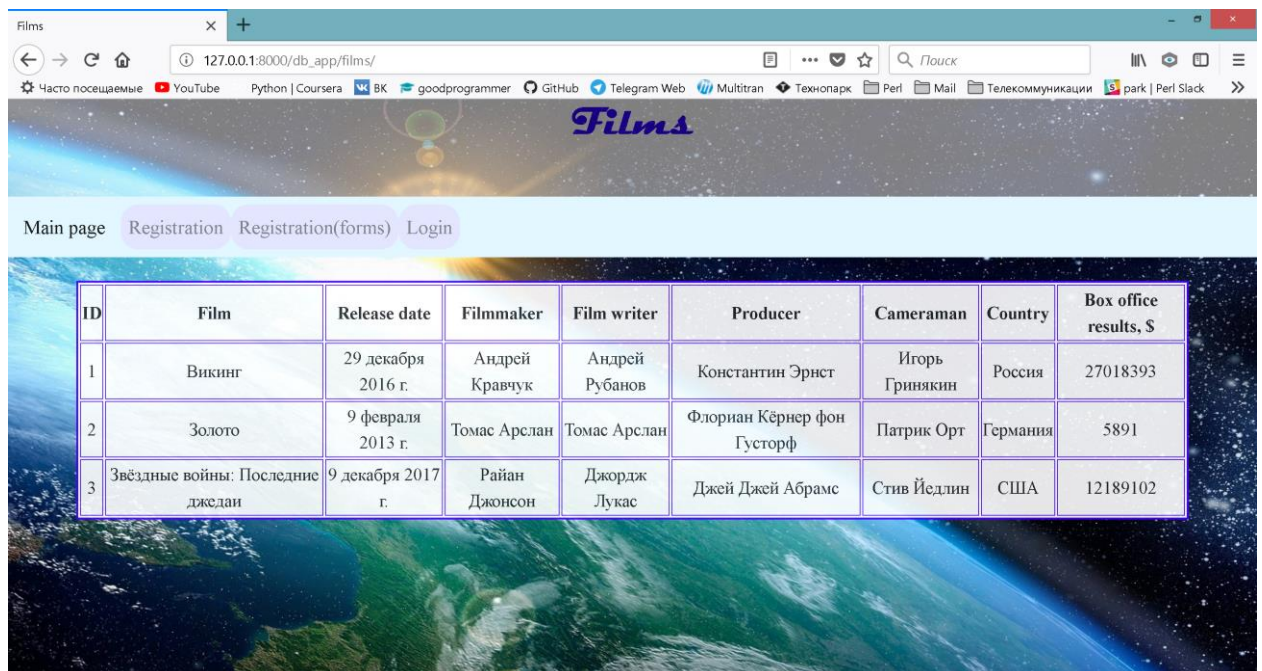 Films
127.0.0.1:8000/db_app/films/ Поиск
Часто посещаемые YouTube Python | Coursera ВК goodprogrammer GitHub Telegram Web Multitran Технопарк Perl Mail Телекоммуникации park | Perl Slack
Films
Main page Registration Registration(forms) Login
ID Film Release date Filmmaker Film writer Producer Cameraman Country Box office
results, $
1 Викинг 29 декабря
2016 г. Андрей
Кравчук Андрей
Рубанов Константин Эрнст Игорь
Гринякин Россия 27018393
2 Золото 9 февраля
2013 г. Томас Арслан Томас Арслан Флориан Кёрнер фон
Густорф Патрик Орт Германия 5891
3 Звёздные войны: Последние
джедаи 9 декабря 2017
г. Райан
Джонсон Джордж
Лукас Джей Джей Абрамс Стив Йедлин США 12189102